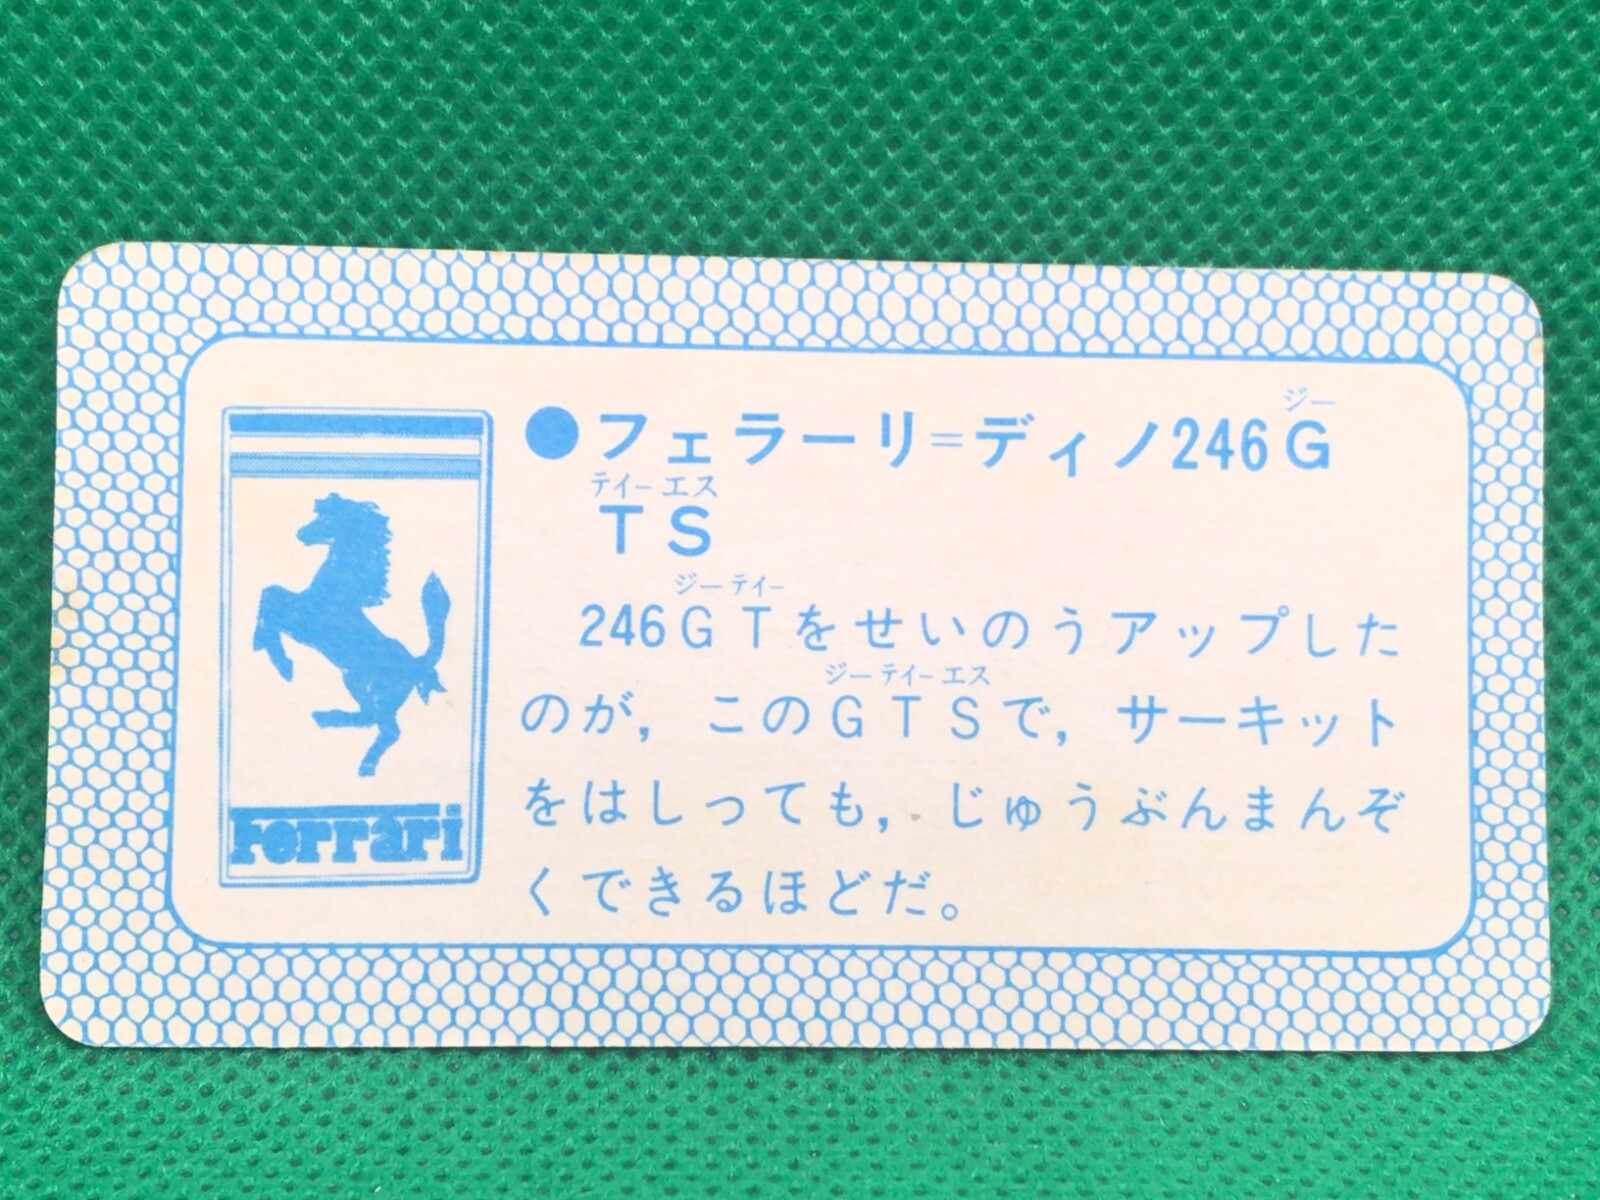 ジー
●フェラーリ=ディノ246G
ティーエス
TS
ジーティー
246GTをせいのうアップした
ジーティーエス
のが，このGTSで，サーキット
をはしっても，じゅうぶんまんぞ
くできるほどだ。
Ferrari